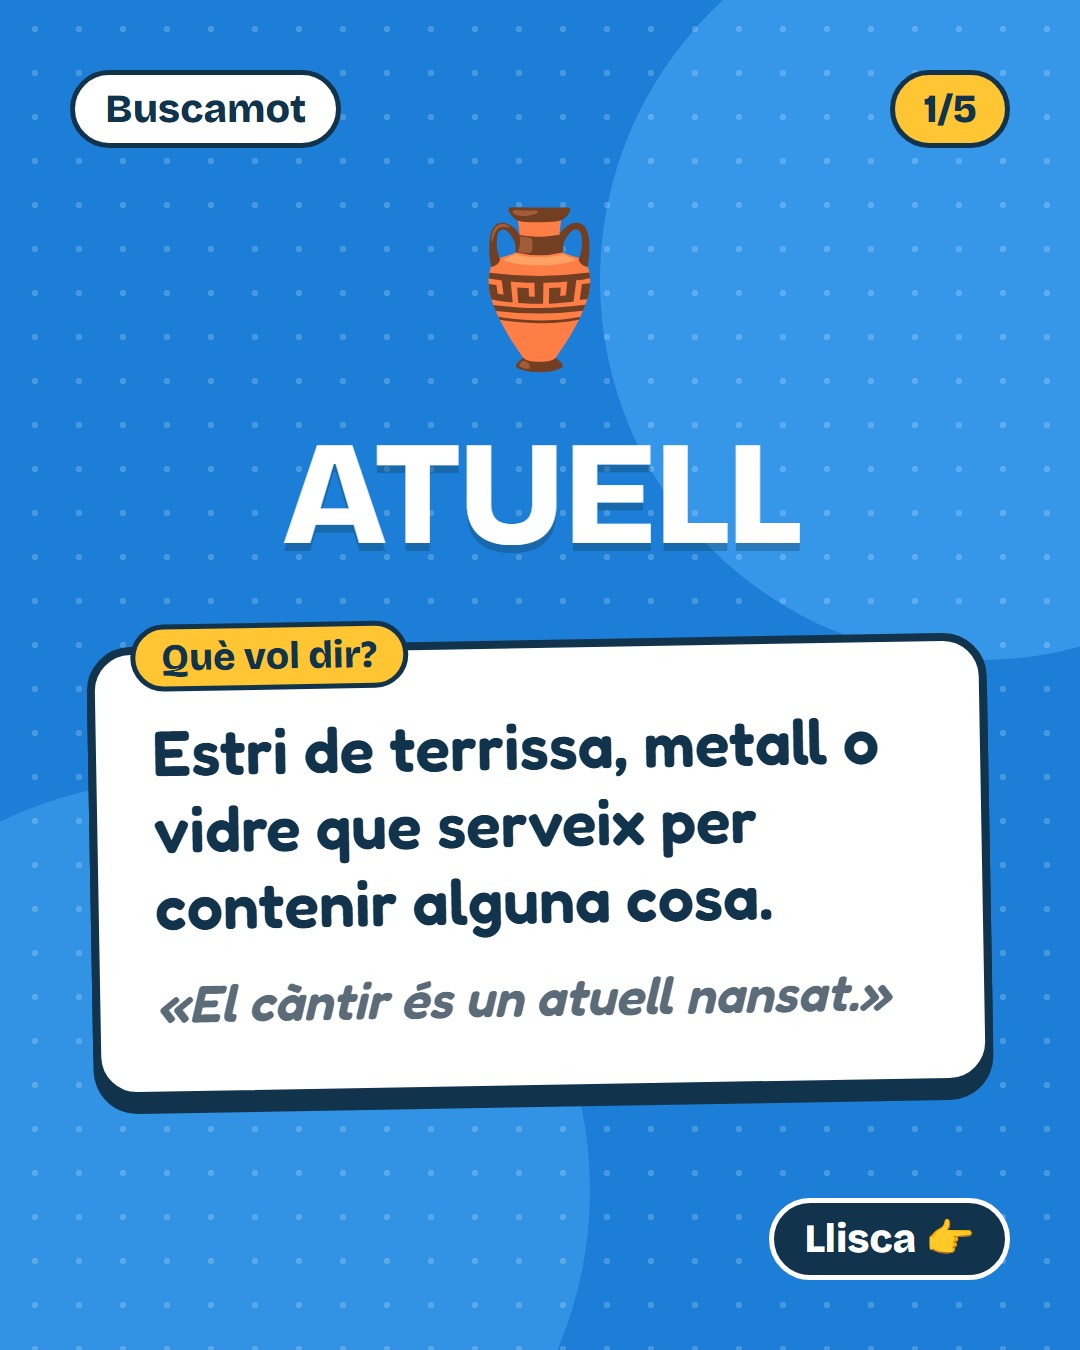 Buscamot
1/5
ATUELL
Què vol dir?
Estri de terrissa, metall o
vidre que serveix per
contenir alguna cosa.
«El càntir és un atuell nansat.»
Llisca 👉